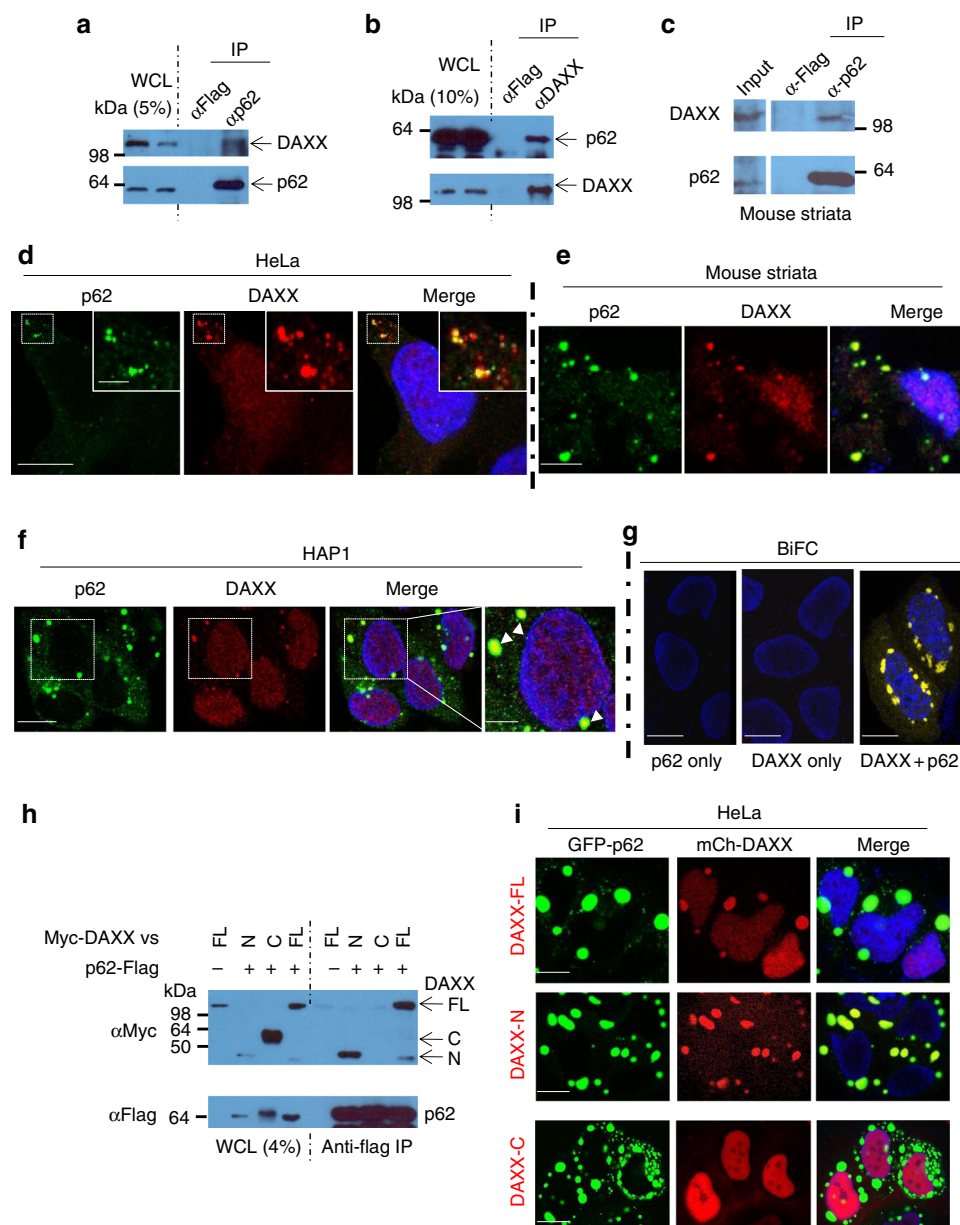 a
IP
WCL
kDa (5%)
αFlag
αp62
DAXX
98
64
p62
b
IP
WCL
kDa (10%)
αFlag
αDAXX
64
p62
DAXX
98
c
IP
Input
α-Flag
α-p62
DAXX
98
p62
64
Mouse striata
d
HeLa
p62
DAXX
Merge
e
Mouse striata
p62
DAXX
Merge
f
HAP1
p62
DAXX
Merge
g
BiFC
p62 only
DAXX only
DAXX+p62
h
Myc-DAXX vs
FL
N
C
FL
FL
N
C
FL
p62-Flag
– + + + – + + +
kDa
DAXX
98
FL
αMyc
64
50
C
N
αFlag
64
p62
WCL (4%)
Anti-flag IP
i
HeLa
GFP-p62
mCh-DAXX
Merge
DAXX-FL
DAXX-N
DAXX-C